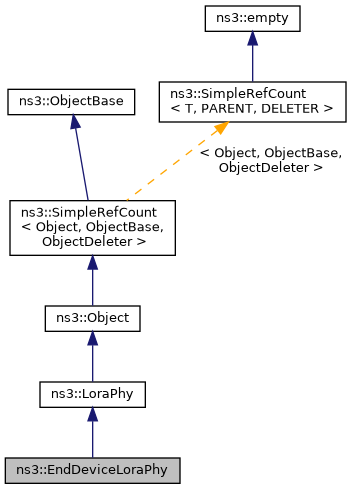 ns3::empty
ns3::SimpleRefCount
< T, PARENT, DELETER >
ns3::ObjectBase
< Object, ObjectBase,
ObjectDeleter >
ns3::SimpleRefCount
< Object, ObjectBase,
ObjectDeleter >
ns3::Object
ns3::LoraPhy
ns3::EndDeviceLoraPhy